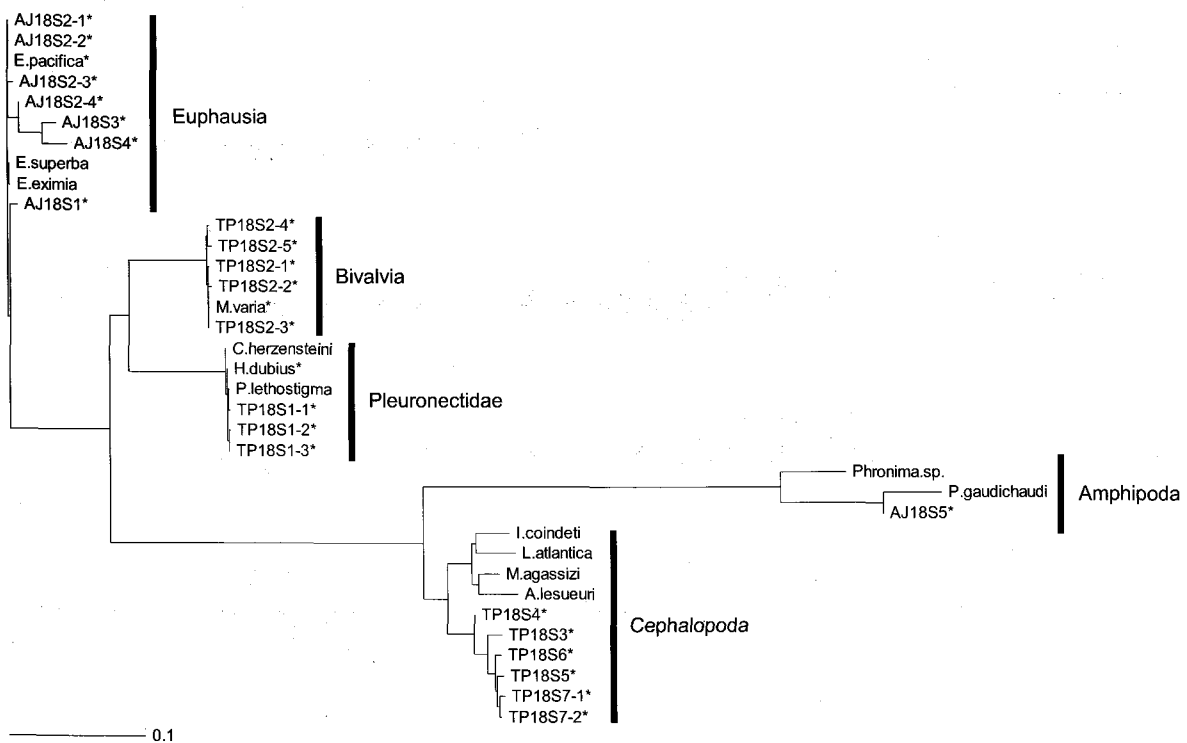 AJ18S2-1*
AJ18S2-2*
E.pacifica*
AJ18S2-3*
AJ18S2-4*
AJ18S3*
AJ18S4*
E.superba
E.eximia
AJ18S1*
Euphausia
TP18S2-4*
TP18S2-5*
TP18S2-1*
TP18S2-2*
M.varia*
TP18S2-3*
Bivalvia
C.herzensteini
H.dubius*
P.lethostigma
TP18S1-1*
TP18S1-2*
TP18S1-3*
Pleuronectidae
Phronima.sp.
P.gaudichaudi
AJ18S5*
Amphipoda
I.coindeti
L.atlantica
M.agassizi
A.lesueuri
TP18S4*
TP18S3*
TP18S6*
TP18S5*
TP18S7-1*
TP18S7-2*
Cephalopoda
0.1